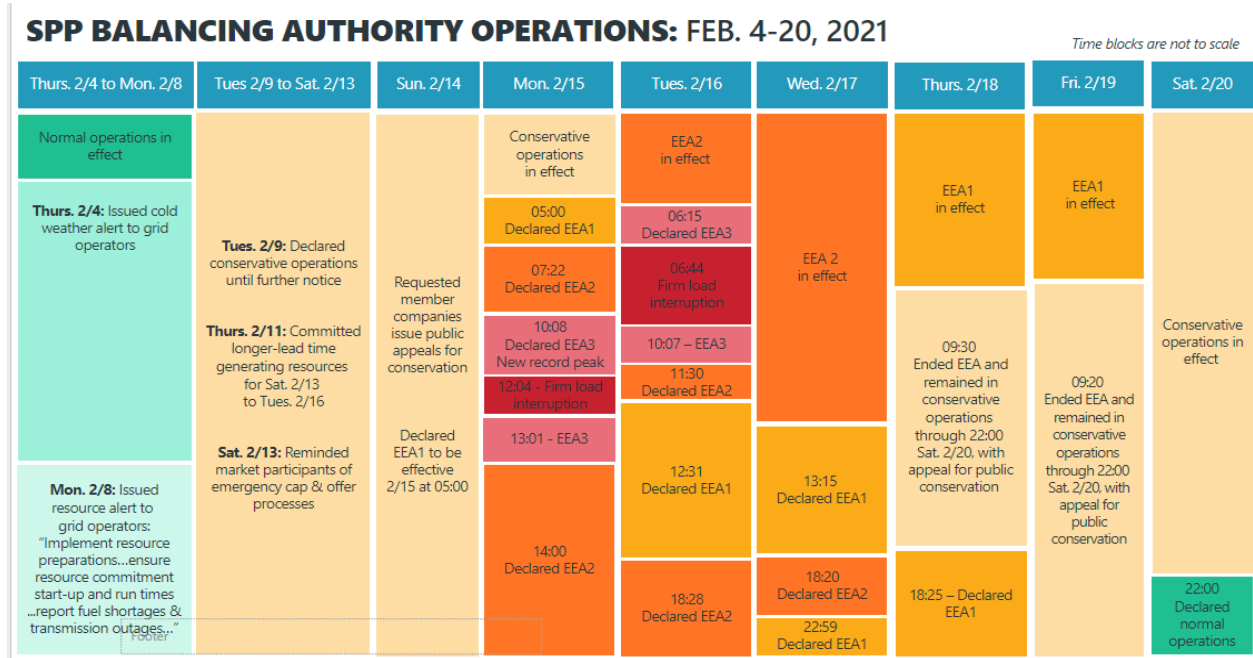 SPP BALANCING AUTHORITY OPERATIONS: FEB. 4-20, 2021
Time blocks are not to scale
Thurs. 2/4 to Mon. 2/8
Tues 2/9 to Sat. 2/13
Sun. 2/14
Mon. 2/15
Tues. 2/16
Wed. 2/17
Thurs. 2/18
Fri. 2/19
Sat. 2/20
Normal operations in
effect
Thurs. 2/4: Issued cold
weather alert to grid
operators
Mon. 2/8: Issued
resource alert to
grid operators:
“Implement resource
preparations...ensure
resource commitment
start-up and run times
...report fuel shortages &
transmission outages...”
Footer
Tues. 2/9: Declared
conservative operations
until further notice
Thurs. 2/11: Committed
longer-lead time
generating resources
for Sat. 2/13
to Tues. 2/16
Sat. 2/13: Reminded
market participants of
emergency cap & offer
processes
Requested
member
companies
issue public
appeals for
conservation
Declared
EEA1 to be
effective
2/15 at 05:00
Conservative
operations
in effect
05:00
Declared EEA1
07:22
Declared EEA2
10:08
Declared EEA3
New record peak
12:04 - Firm load
interruption
13:01 - EEA3
14:00
Declared EEA2
EEA2
in effect
06:15
Declared EEA3
06:44
Firm load
interruption
10:07 – EEA3
11:30
Declared EEA2
12:31
Declared EEA1
18:28
Declared EEA2
EEA 2
in effect
13:15
Declared EEA1
18:20
Declared EEA2
22:59
Declared EEA1
EEA1
in effect
09:30
Ended EEA and
remained in
conservative
operations
through 22:00
Sat. 2/20, with
appeal for public
conservation
18:25 – Declared
EEA1
EEA1
in effect
09:20
Ended EEA and
remained in
conservative
operations
through 22:00
Sat. 2/20, with
appeal for
public
conservation
Conservative
operations in
effect
22:00
Declared
normal
operations